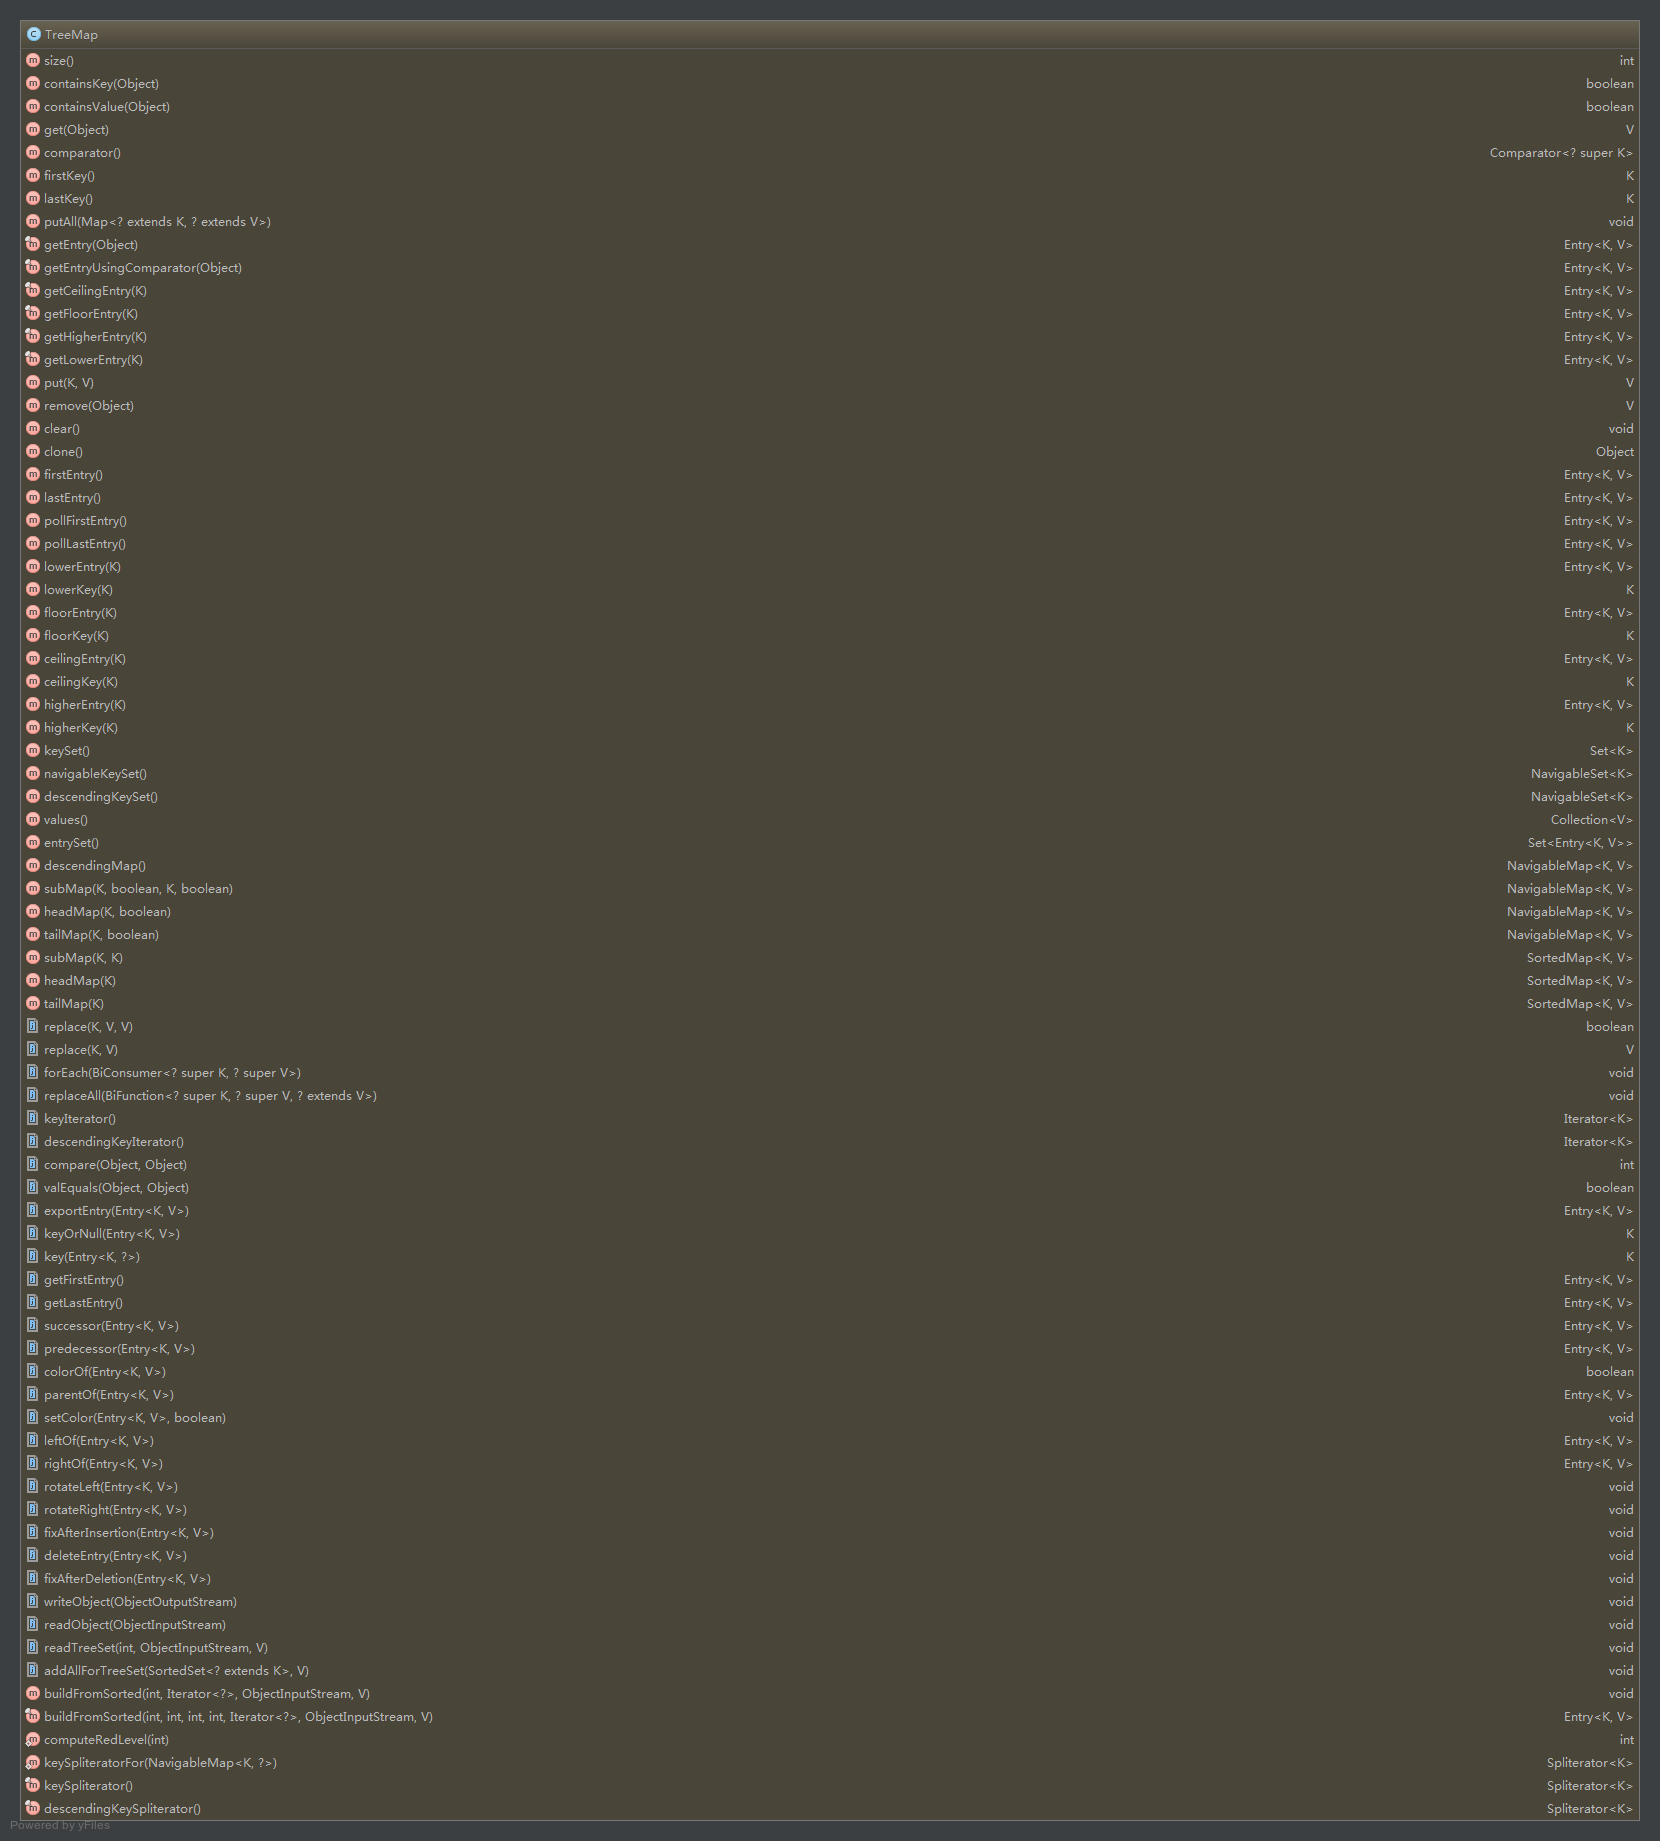 TreeMap
size() int
containsKey(Object) boolean
containsValue(Object) boolean
get(Object) V
comparator() Comparator<? super K>
firstKey() K
lastKey() K
putAll(Map<? extends K, ? extends V>) void
getEntry(Object) Entry<K, V>
getEntryUsingComparator(Object) Entry<K, V>
getCeilingEntry(K) Entry<K, V>
getFloorEntry(K) Entry<K, V>
getHigherEntry(K) Entry<K, V>
getLowerEntry(K) Entry<K, V>
put(K, V) V
remove(Object) V
clear() void
clone() Object
firstEntry() Entry<K, V>
lastEntry() Entry<K, V>
pollFirstEntry() Entry<K, V>
pollLastEntry() Entry<K, V>
lowerEntry(K) Entry<K, V>
lowerKey(K) K
floorEntry(K) Entry<K, V>
floorKey(K) K
ceilingEntry(K) Entry<K, V>
ceilingKey(K) K
higherEntry(K) Entry<K, V>
higherKey(K) K
keySet() Set<K>
navigableKeySet() NavigableSet<K>
descendingKeySet() NavigableSet<K>
values() Collection<V>
entrySet() Set<Entry<K, V>>
descendingMap() NavigableMap<K, V>
subMap(K, boolean, K, boolean) NavigableMap<K, V>
headMap(K, boolean) NavigableMap<K, V>
tailMap(K, boolean) NavigableMap<K, V>
subMap(K, K) SortedMap<K, V>
headMap(K) SortedMap<K, V>
tailMap(K) SortedMap<K, V>
replace(K, V, V) boolean
replace(K, V) V
forEach(BiConsumer<? super K, ? super V>) void
replaceAll(BiFunction<? super K, ? super V, ? extends V>) void
keyIterator() Iterator<K>
descendingKeyIterator() Iterator<K>
compare(Object, Object) int
valEquals(Object, Object) boolean
exportEntry(Entry<K, V>) Entry<K, V>
keyOrNull(Entry<K, V>) K
key(Entry<K, ?>) K
getFirstEntry() Entry<K, V>
getLastEntry() Entry<K, V>
successor(Entry<K, V>) Entry<K, V>
predecessor(Entry<K, V>) Entry<K, V>
colorOf(Entry<K, V>) boolean
parentOf(Entry<K, V>) Entry<K, V>
setColor(Entry<K, V>, boolean) void
leftOf(Entry<K, V>) Entry<K, V>
rightOf(Entry<K, V>) Entry<K, V>
rotateLeft(Entry<K, V>) void
rotateRight(Entry<K, V>) void
fixAfterInsertion(Entry<K, V>) void
deleteEntry(Entry<K, V>) void
fixAfterDeletion(Entry<K, V>) void
writeObject(ObjectOutputStream) void
readObject(ObjectInputStream) void
readTreeSet(int, ObjectInputStream, V) void
addAllForTreeSet(SortedSet<? extends K>, V) void
buildFromSorted(int, Iterator<?>, ObjectInputStream, V) void
buildFromSorted(int, int, int, int, Iterator<?>, ObjectInputStream, V) Entry<K, V>
computeRedLevel(int) int
keySpliteratorFor(NavigableMap<K, ?>) Spliterator<K>
keySpliterator() Spliterator<K>
descendingKeySpliterator() Spliterator<K>
Powered by yFiles